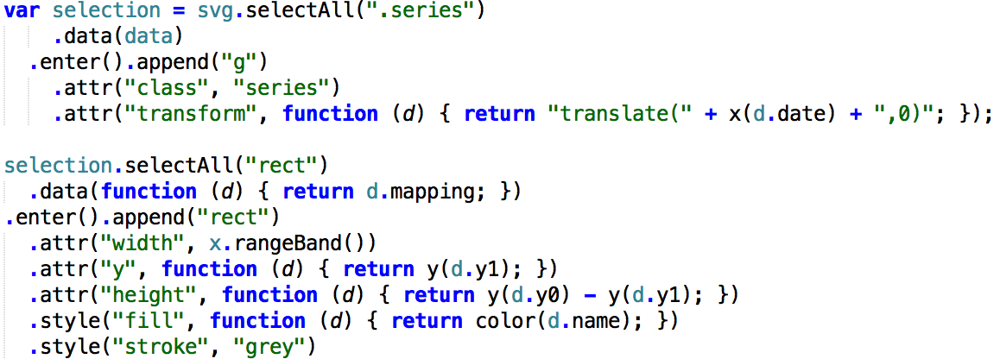 var selection = svg.selectAll(".series")
.data(data)
.enter().append("g")
.attr("class", "series")
.attr("transform", function (d) { return "translate(" + x(d.date) + ",0)"; });
selection.selectAll("rect")
.data(function (d) { return d.mapping; })
.enter().append("rect")
.attr("width", x.rangeBand())
.attr("y", function (d) { return y(d.y1); })
.attr("height", function (d) { return y(d.y0) - y(d.y1); })
.style("fill", function (d) { return color(d.name); })
.style("stroke", "grey")